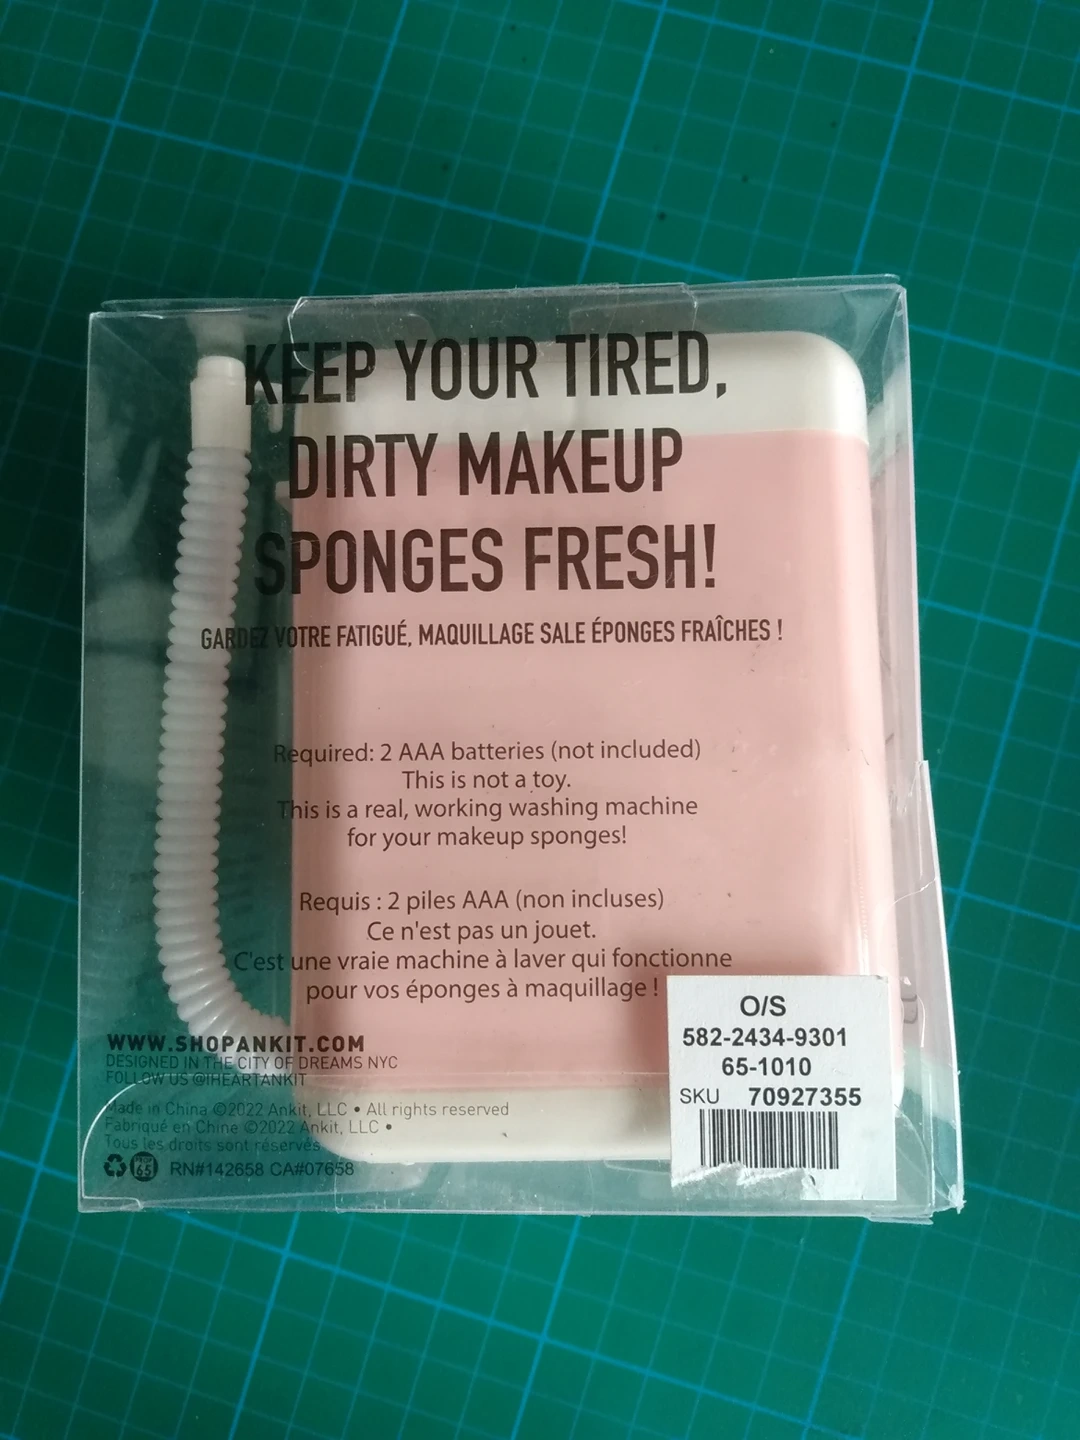 KEEP YOUR TIRED,
DIRTY MAKEUP
SPONGES FRESH!
GARDEZ VOTRE FATIGUÉ, MAQUILLAGE SALE ÉPONGES FRAÎCHES !
Required: 2 AAA batteries (not included)
This is not a toy.
This is a real, working washing machine
for your makeup sponges!
Requis : 2 piles AAA (non incluses)
Ce n'est pas un jouet.
C'est une vraie machine à laver qui fonctionne
pour vos éponges à maquillage !
WWW.SHOPANKIT.COM
DESIGNED IN THE CITY OF DREAMS NYC
FOLLOW US @IHEARTANKIT
Made in China ©2022 Ankit, LLC • All rights reserved
Fabriqué en Chine ©2022 Ankit, LLC •
Tous les droits sont réservés
PROP 65 RN#142658 CA#07658
O/S
582-2434-9301
65-1010
SKU 70927355